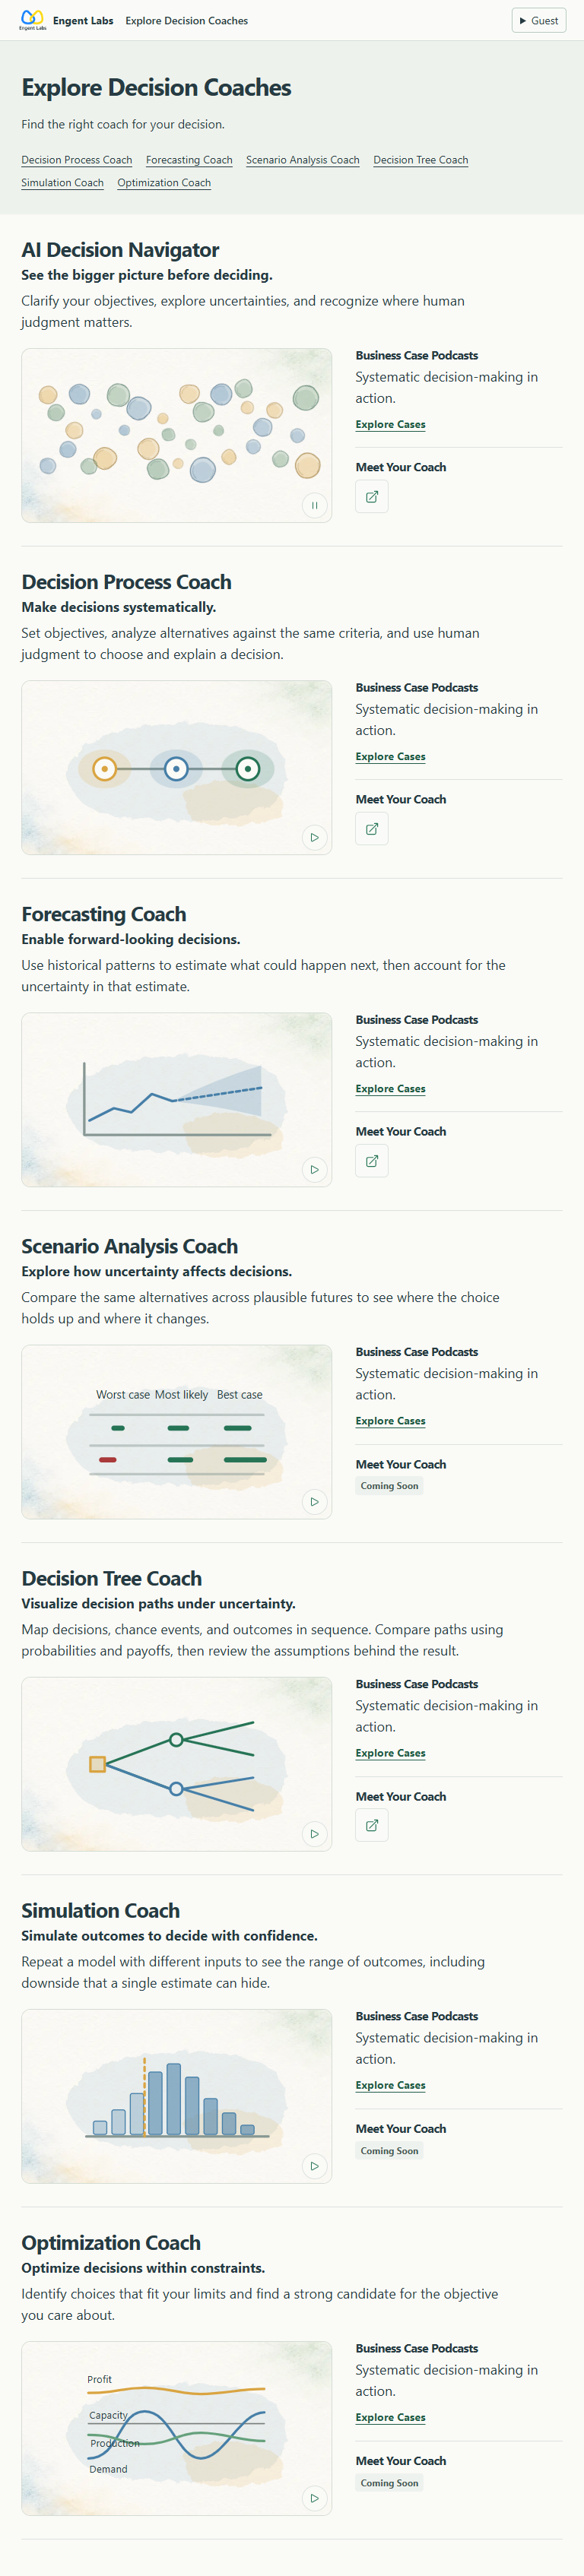 Engent Labs
Engent Labs Explore Decision Coaches
▶ Guest
Explore Decision Coaches
Find the right coach for your decision.
Decision Process Coach Forecasting Coach Scenario Analysis Coach Decision Tree Coach
Simulation Coach Optimization Coach
AI Decision Navigator
See the bigger picture before deciding.
Clarify your objectives, explore uncertainties, and recognize where human
judgment matters.
Business Case Podcasts
Systematic decision-making in
action.
Explore Cases
Meet Your Coach
Decision Process Coach
Make decisions systematically.
Set objectives, analyze alternatives against the same criteria, and use human
judgment to choose and explain a decision.
Business Case Podcasts
Systematic decision-making in
action.
Explore Cases
Meet Your Coach
Forecasting Coach
Enable forward-looking decisions.
Use historical patterns to estimate what could happen next, then account for the
uncertainty in that estimate.
Business Case Podcasts
Systematic decision-making in
action.
Explore Cases
Meet Your Coach
Scenario Analysis Coach
Explore how uncertainty affects decisions.
Compare the same alternatives across plausible futures to see where the choice
holds up and where it changes.
Worst case Most likely Best case
Business Case Podcasts
Systematic decision-making in
action.
Explore Cases
Meet Your Coach
Coming Soon
Decision Tree Coach
Visualize decision paths under uncertainty.
Map decisions, chance events, and outcomes in sequence. Compare paths using
probabilities and payoffs, then review the assumptions behind the result.
Business Case Podcasts
Systematic decision-making in
action.
Explore Cases
Meet Your Coach
Simulation Coach
Simulate outcomes to decide with confidence.
Repeat a model with different inputs to see the range of outcomes, including
downside that a single estimate can hide.
Business Case Podcasts
Systematic decision-making in
action.
Explore Cases
Meet Your Coach
Coming Soon
Optimization Coach
Optimize decisions within constraints.
Identify choices that fit your limits and find a strong candidate for the objective
you care about.
Profit
Capacity
Production
Demand
Business Case Podcasts
Systematic decision-making in
action.
Explore Cases
Meet Your Coach
Coming Soon